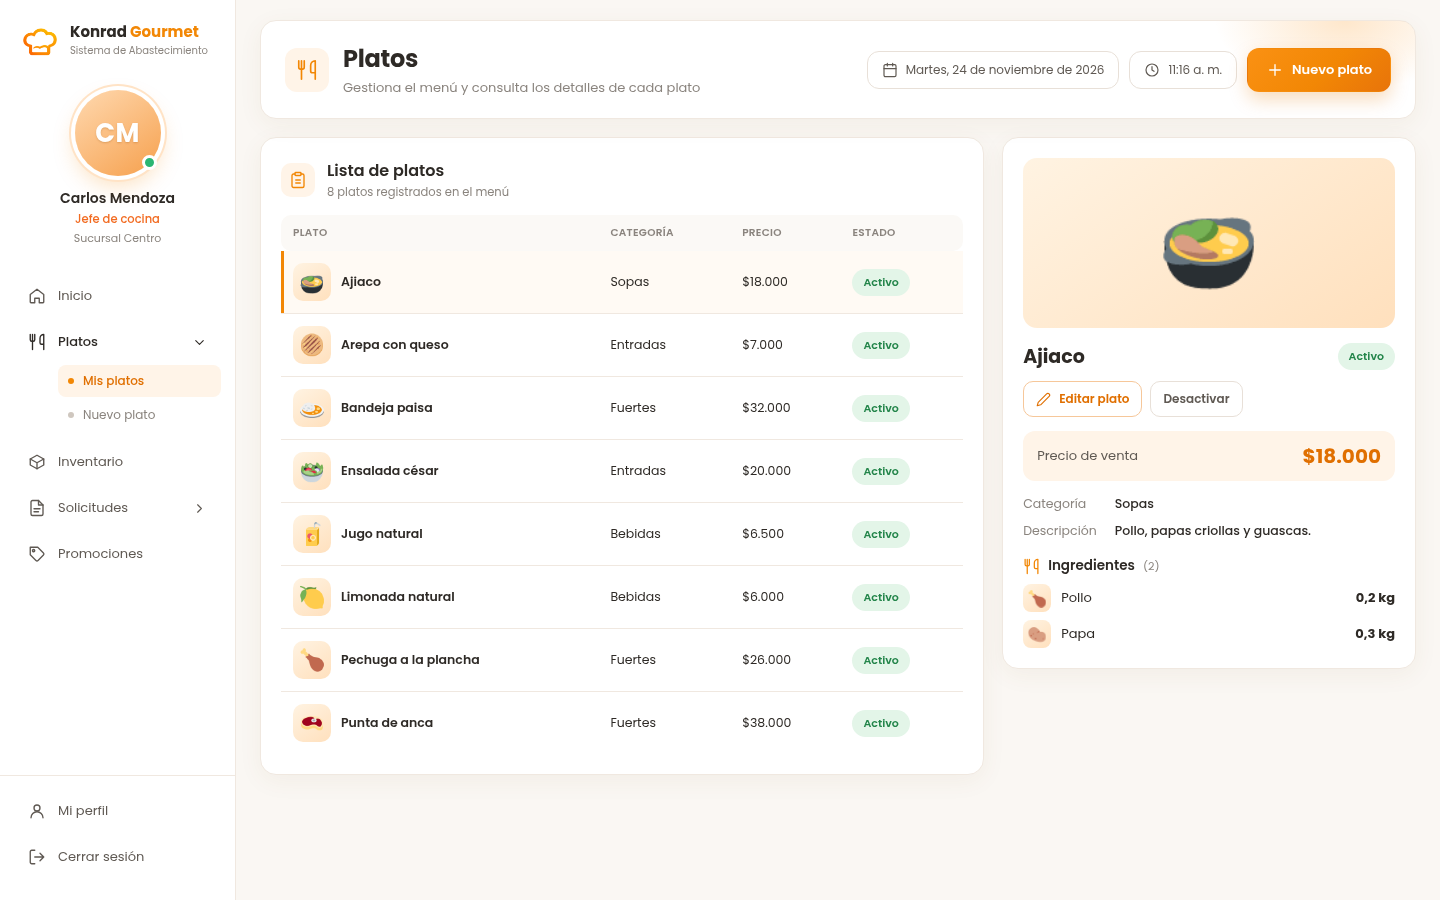 Konrad Gourmet
Sistema de Abastecimiento
CM
Carlos Mendoza
Jefe de cocina
Sucursal Centro
Inicio
Platos
Mis platos
Nuevo plato
Inventario
Solicitudes
Promociones
Mi perfil
Cerrar sesión
Platos
Gestiona el menú y consulta los detalles de cada plato
Martes, 24 de noviembre de 2026
11:16 a. m.
Nuevo plato
Lista de platos
8 platos registrados en el menú
PLATO CATEGORÍA PRECIO ESTADO
Ajiaco Sopas $18.000 Activo
Arepa con queso Entradas $7.000 Activo
Bandeja paisa Fuertes $32.000 Activo
Ensalada césar Entradas $20.000 Activo
Jugo natural Bebidas $6.500 Activo
Limonada natural Bebidas $6.000 Activo
Pechuga a la plancha Fuertes $26.000 Activo
Punta de anca Fuertes $38.000 Activo
Ajiaco Activo
Editar plato Desactivar
Precio de venta $18.000
Categoría Sopas
Descripción Pollo, papas criollas y guascas.
Ingredientes (2)
Pollo 0,2 kg
Papa 0,3 kg